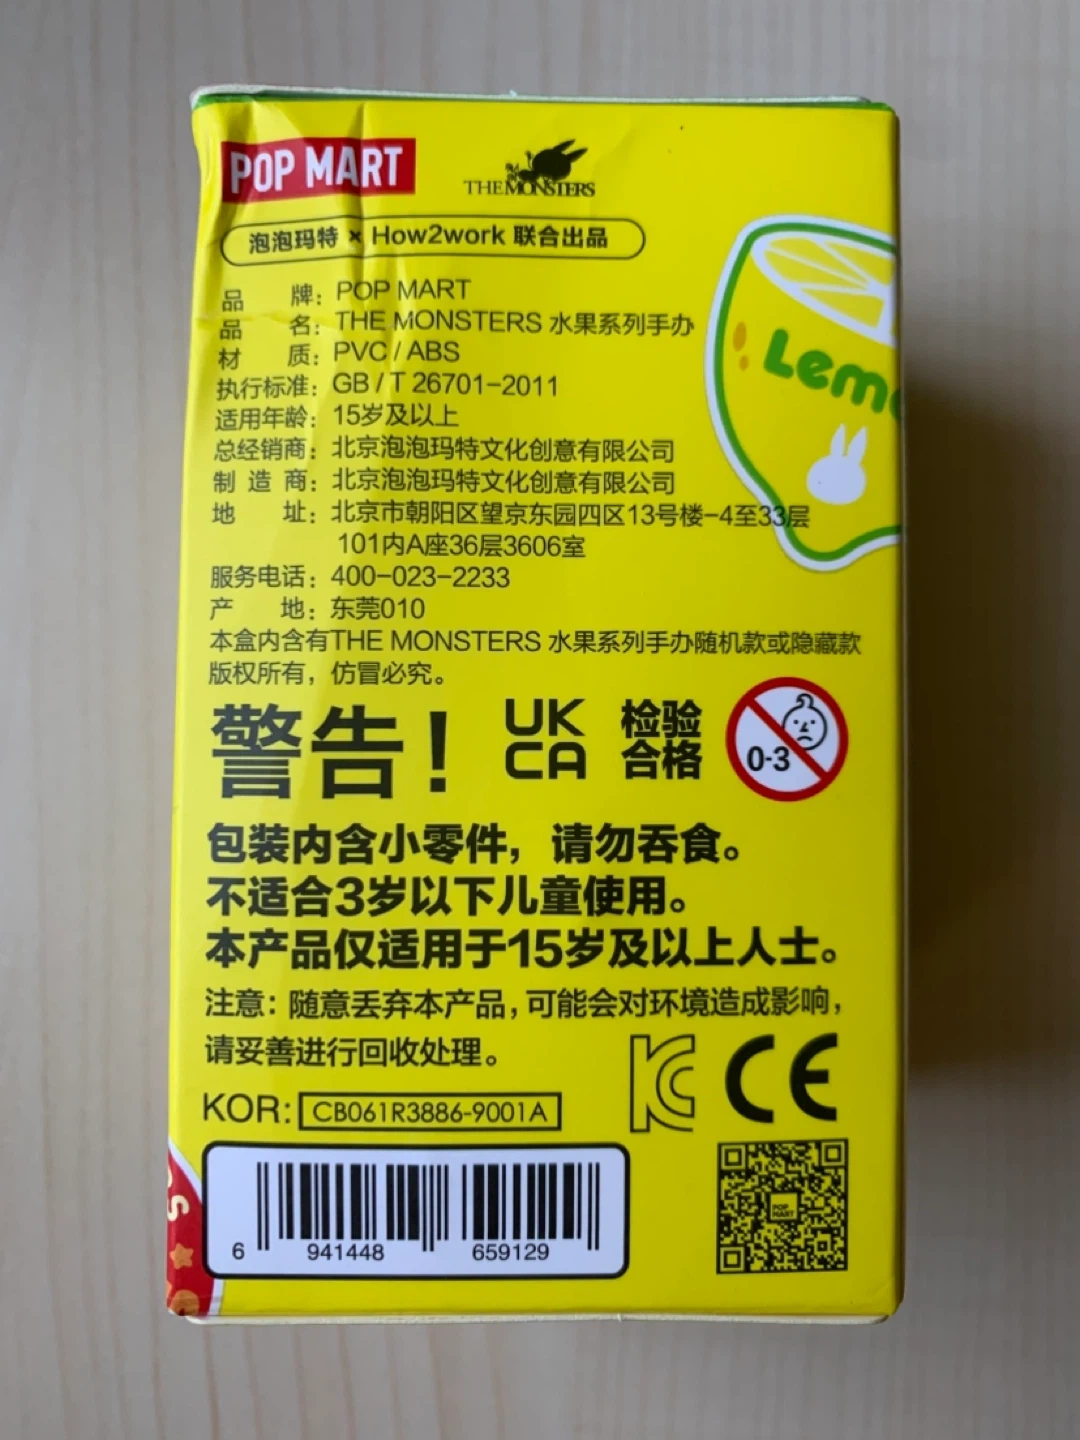 POP MART
THE MONSTERS
泡泡玛特 × How2work 联合出品
品 牌：POP MART
品 名：THE MONSTERS 水果系列手办
材 质：PVC / ABS
执行标准：GB / T 26701-2011
适用年龄：15岁及以上
总经销商：北京泡泡玛特文化创意有限公司
制 造 商：北京泡泡玛特文化创意有限公司
地 址：北京市朝阳区望京东园四区13号楼-4至33层
101内A座36层3606室
服务电话：400-023-2233
产 地：东莞010
本盒内含有THE MONSTERS 水果系列手办随机款或隐藏款
版权所有，仿冒必究。
Lem
警告！
UK
CA
检验
合格
0-3
包装内含小零件，请勿吞食。
不适合3岁以下儿童使用。
本产品仅适用于15岁及以上人士。
注意：随意丢弃本产品，可能会对环境造成影响，
请妥善进行回收处理。
KC CE
KOR: CB061R3886-9001A
POP MART
6 941448 659129